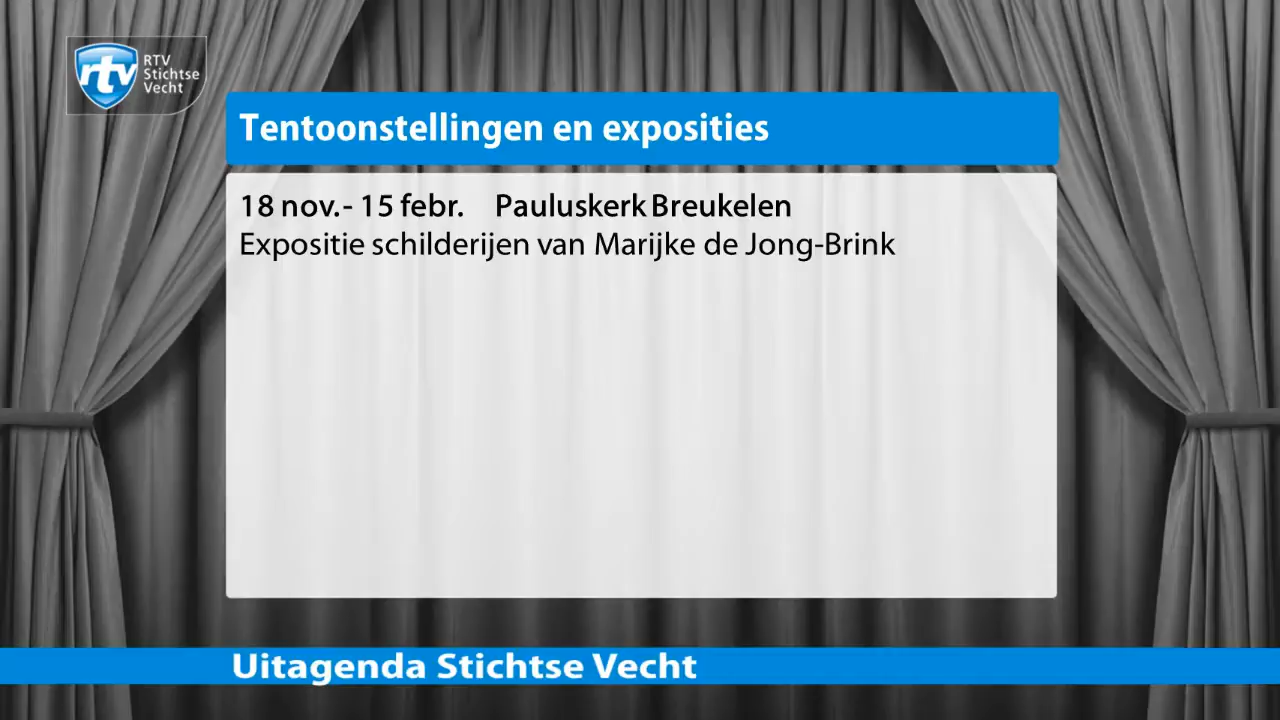 rtv
RTV
Stichtse
Vecht
Tentoonstellingen en exposities
18 nov.- 15 febr. Pauluskerk Breukelen
Expositie schilderijen van Marijke de Jong-Brink
Uitagenda Stichtse Vecht